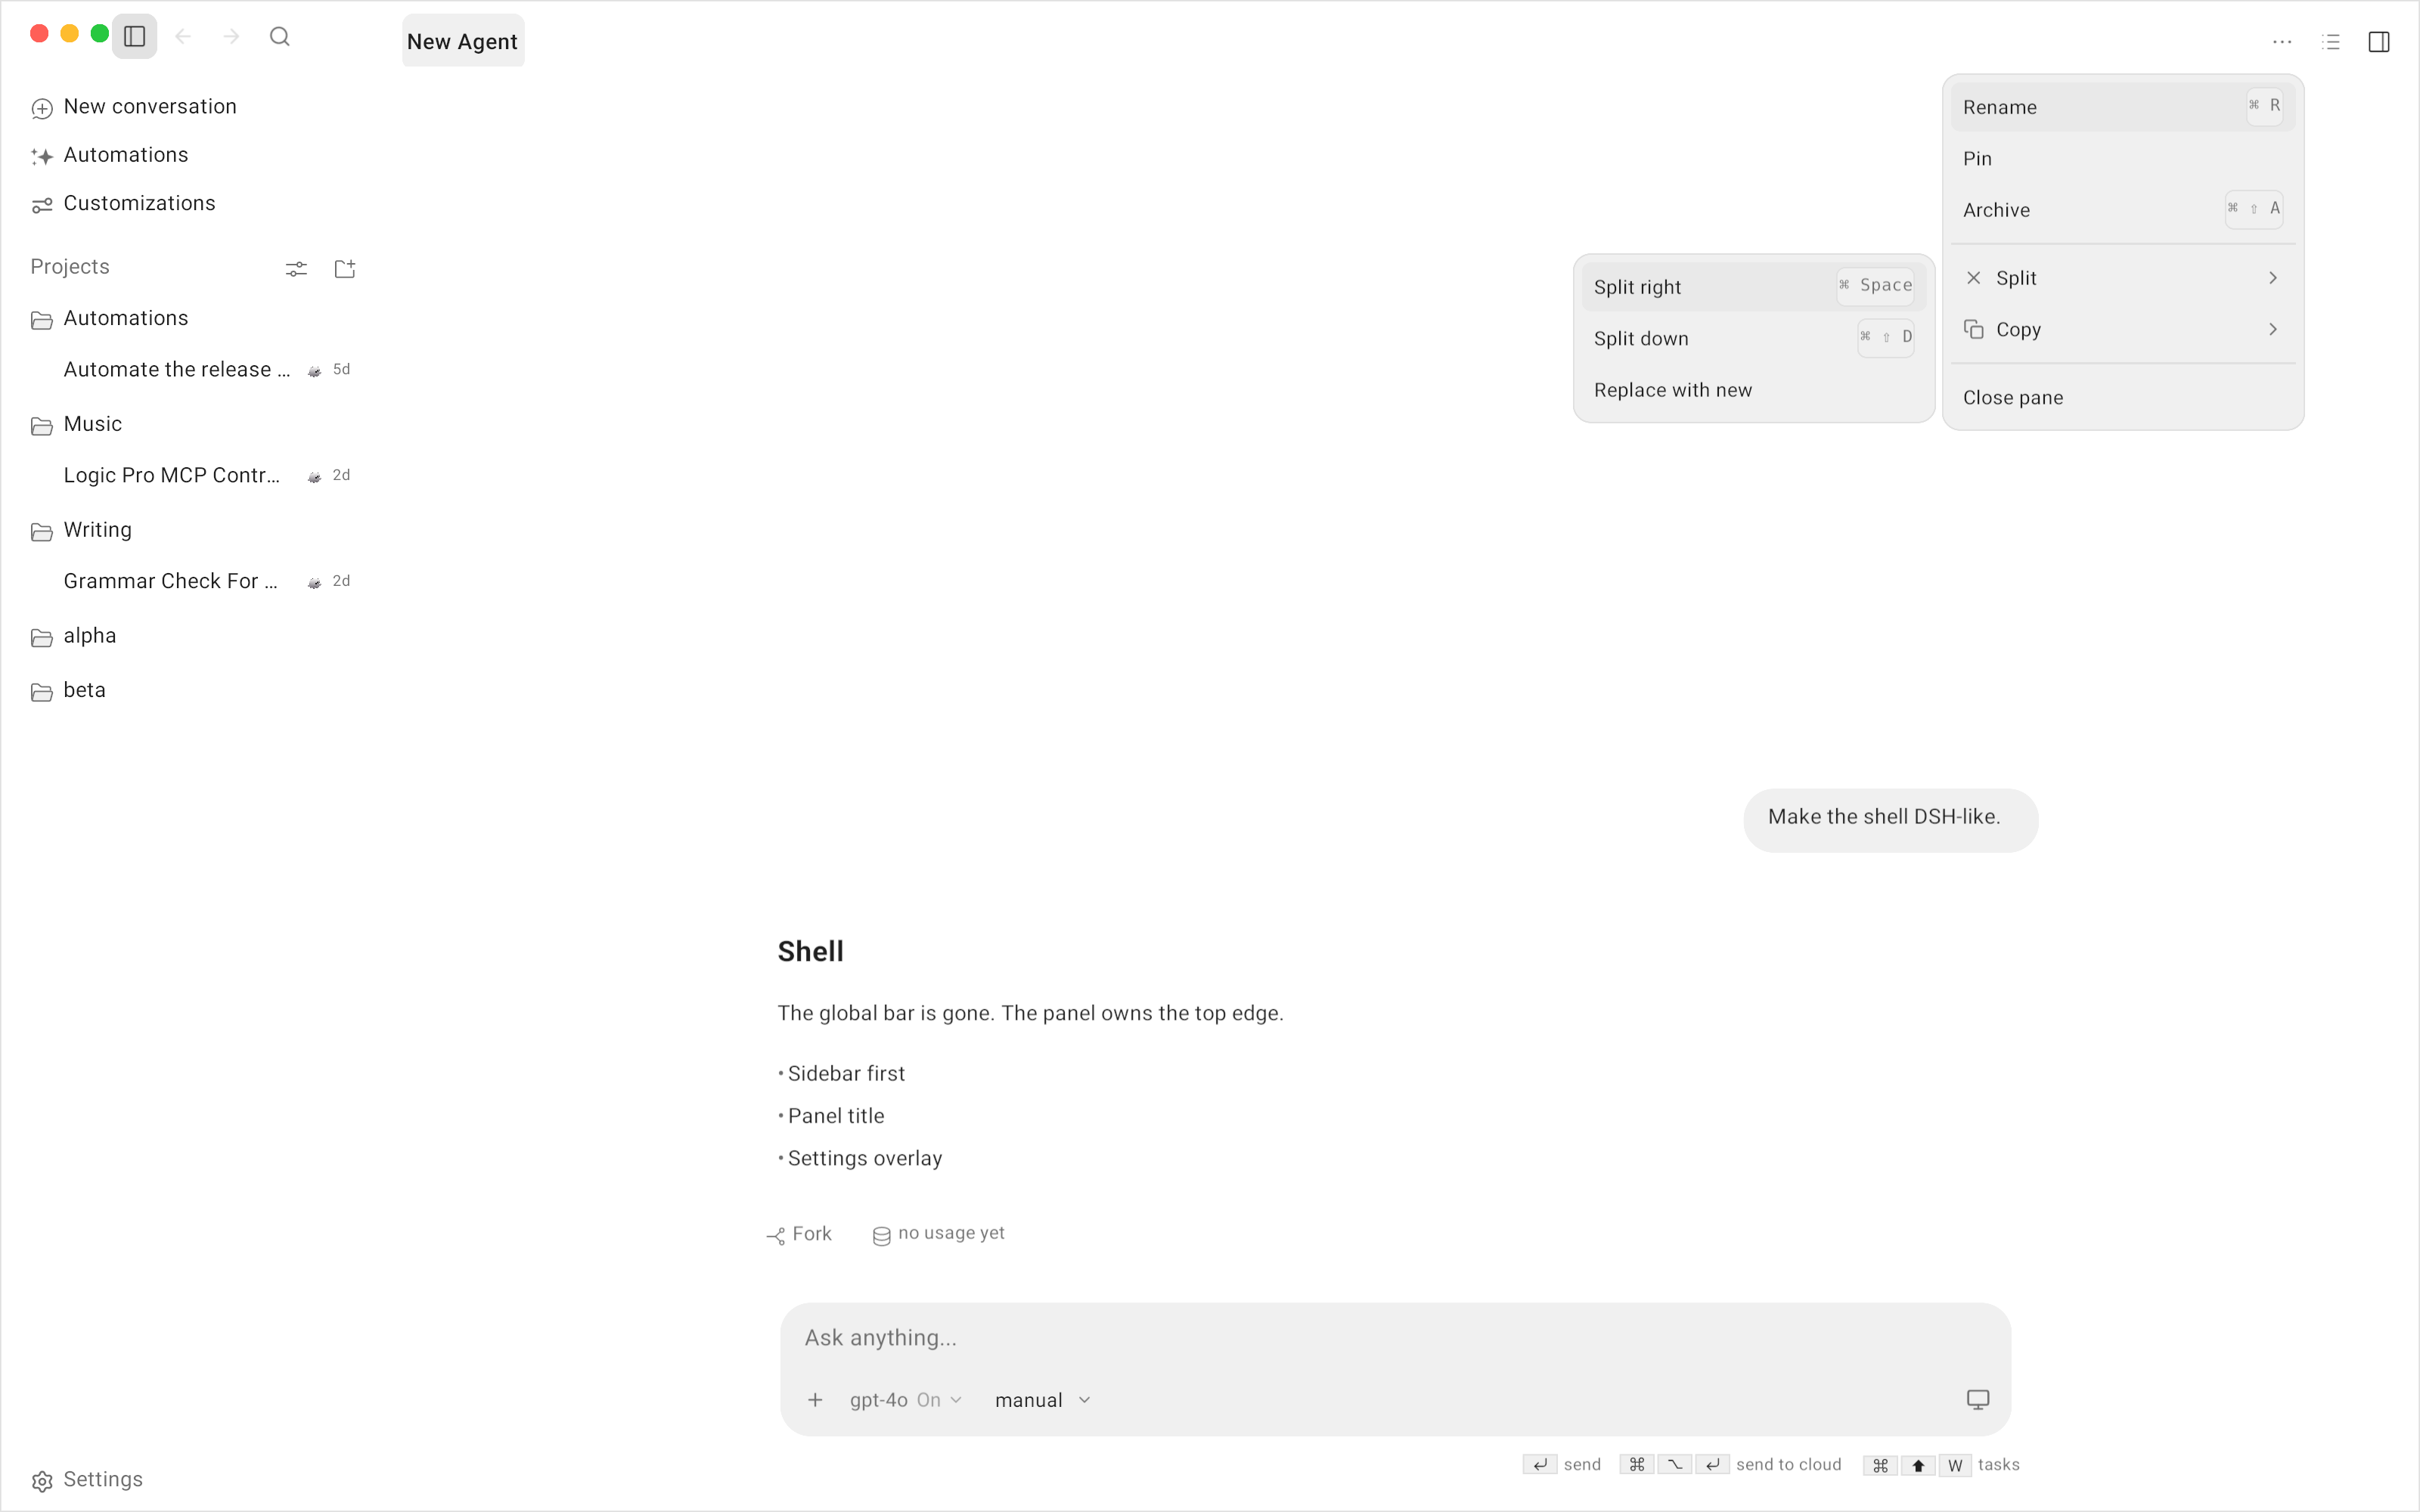 New Agent
New conversation
Automations
Customizations
Projects
Automations
Automate the release ... 5d
Music
Logic Pro MCP Contr... 2d
Writing
Grammar Check For ... 2d
alpha
beta
Settings
Rename ⌘ R
Pin
Archive ⌘ ⇧ A
Split
Copy
Close pane
Split right ⌘ Space
Split down ⌘ ⇧ D
Replace with new
Make the shell DSH-like.
Shell
The global bar is gone. The panel owns the top edge.
• Sidebar first
• Panel title
• Settings overlay
Fork no usage yet
Ask anything...
gpt-4o On manual
send ⌘ ⌥ send to cloud ⌘ W tasks